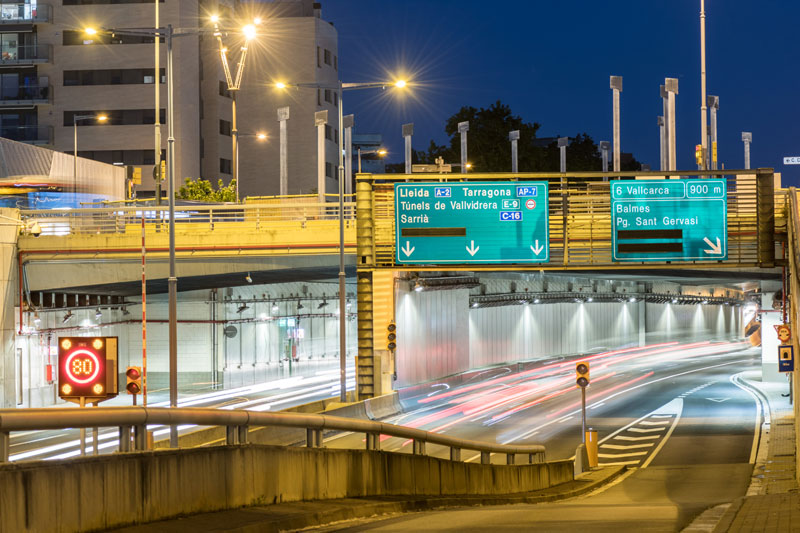 Lleida A-2 Tarragona AP-7
Túnels de Vallvidrera E-9
Sarrià C-16
6 Vallcarca 900 m
Balmes
Pg. Sant Gervasi
80